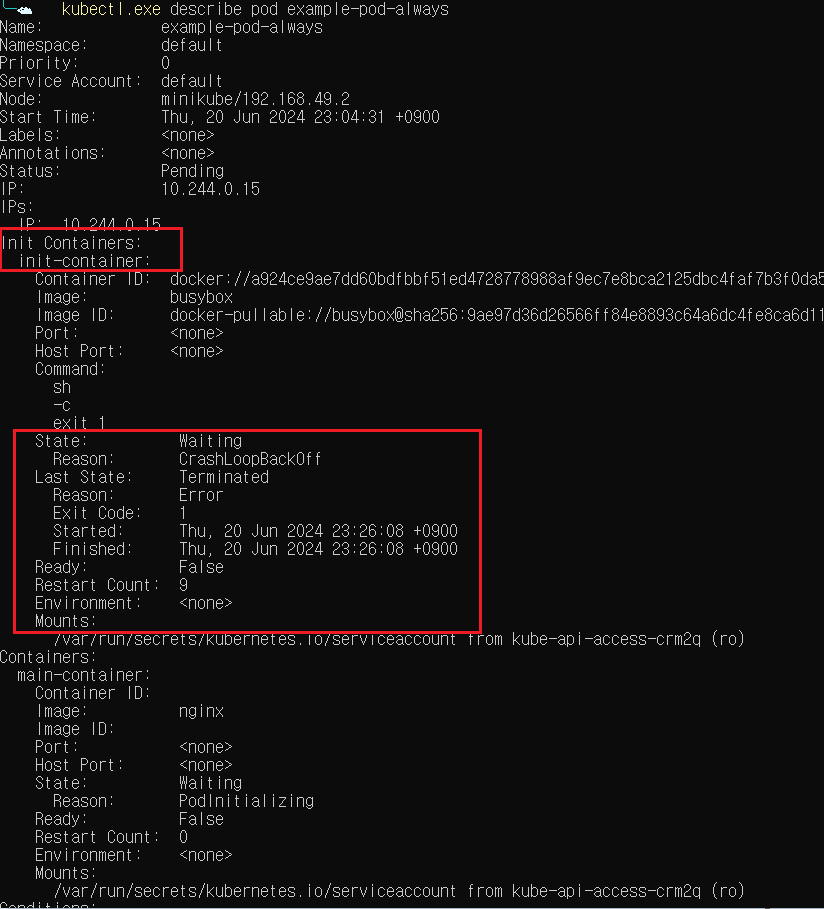 kubectl.exe describe pod example-pod-always
Name:             example-pod-always
Namespace:        default
Priority:         0
Service Account:  default
Node:             minikube/192.168.49.2
Start Time:       Thu, 20 Jun 2024 23:04:31 +0900
Labels:           <none>
Annotations:      <none>
Status:           Pending
IP:               10.244.0.15
IPs:
  IP:  10.244.0.15
Init Containers:
  init-container:
    Container ID:  docker://a924ce9ae7dd60bdfbbf51ed4728778988af9ec7e8bca2125dbc4faf7b3f0da5
    Image:         busybox
    Image ID:      docker-pullable://busybox@sha256:9ae97d36d26566ff84e8893c64a6dc4fe8ca6d11
    Port:          <none>
    Host Port:     <none>
    Command:
      sh
      -c
      exit 1
    State:          Waiting
      Reason:       CrashLoopBackOff
    Last State:     Terminated
      Reason:       Error
      Exit Code:    1
      Started:      Thu, 20 Jun 2024 23:26:08 +0900
      Finished:     Thu, 20 Jun 2024 23:26:08 +0900
    Ready:          False
    Restart Count:  9
    Environment:    <none>
    Mounts:
      /var/run/secrets/kubernetes.io/serviceaccount from kube-api-access-crm2q (ro)
Containers:
  main-container:
    Container ID:
    Image:          nginx
    Image ID:
    Port:           <none>
    Host Port:      <none>
    State:          Waiting
      Reason:       PodInitializing
    Ready:          False
    Restart Count:  0
    Environment:    <none>
    Mounts:
      /var/run/secrets/kubernetes.io/serviceaccount from kube-api-access-crm2q (ro)
Conditions: